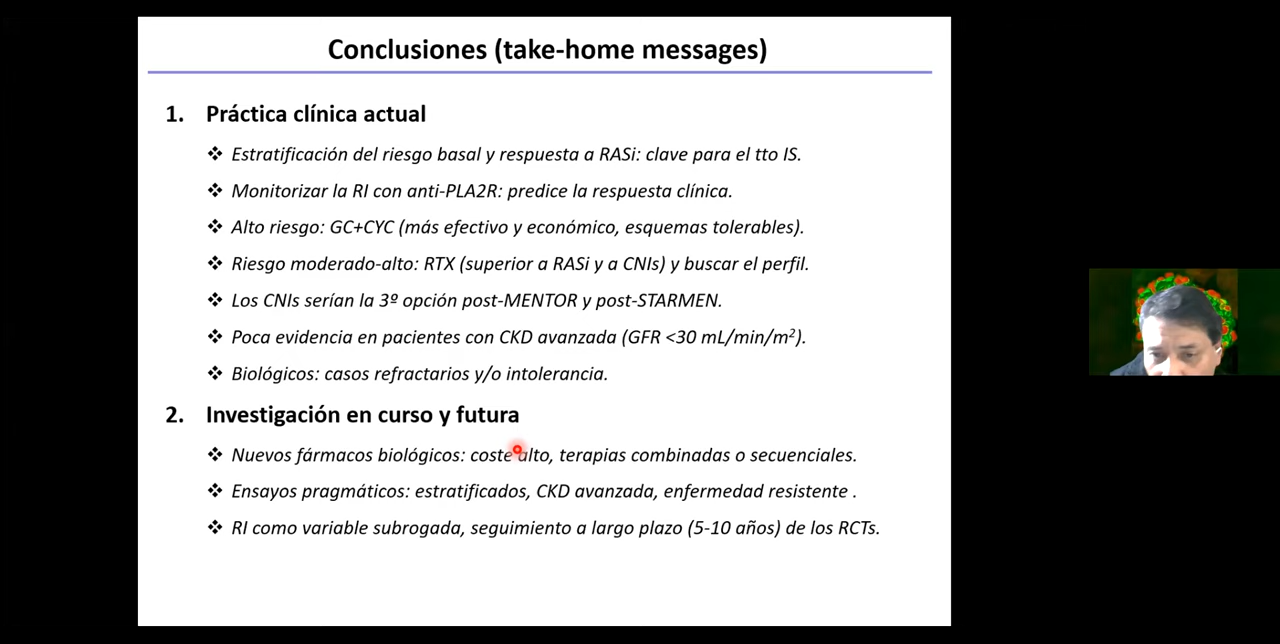 Conclusiones (take-home messages)
1. Práctica clínica actual
❖ Estratificación del riesgo basal y respuesta a RASi: clave para el tto IS.
❖ Monitorizar la RI con anti-PLA2R: predice la respuesta clínica.
❖ Alto riesgo: GC+CYC (más efectivo y económico, esquemas tolerables).
❖ Riesgo moderado-alto: RTX (superior a RASi y a CNIs) y buscar el perfil.
❖ Los CNIs serían la 3º opción post-MENTOR y post-STARMEN.
❖ Poca evidencia en pacientes con CKD avanzada (GFR <30 mL/min/m²).
❖ Biológicos: casos refractarios y/o intolerancia.
2. Investigación en curso y futura
❖ Nuevos fármacos biológicos: coste alto, terapias combinadas o secuenciales.
❖ Ensayos pragmáticos: estratificados, CKD avanzada, enfermedad resistente .
❖ RI como variable subrogada, seguimiento a largo plazo (5-10 años) de los RCTs.